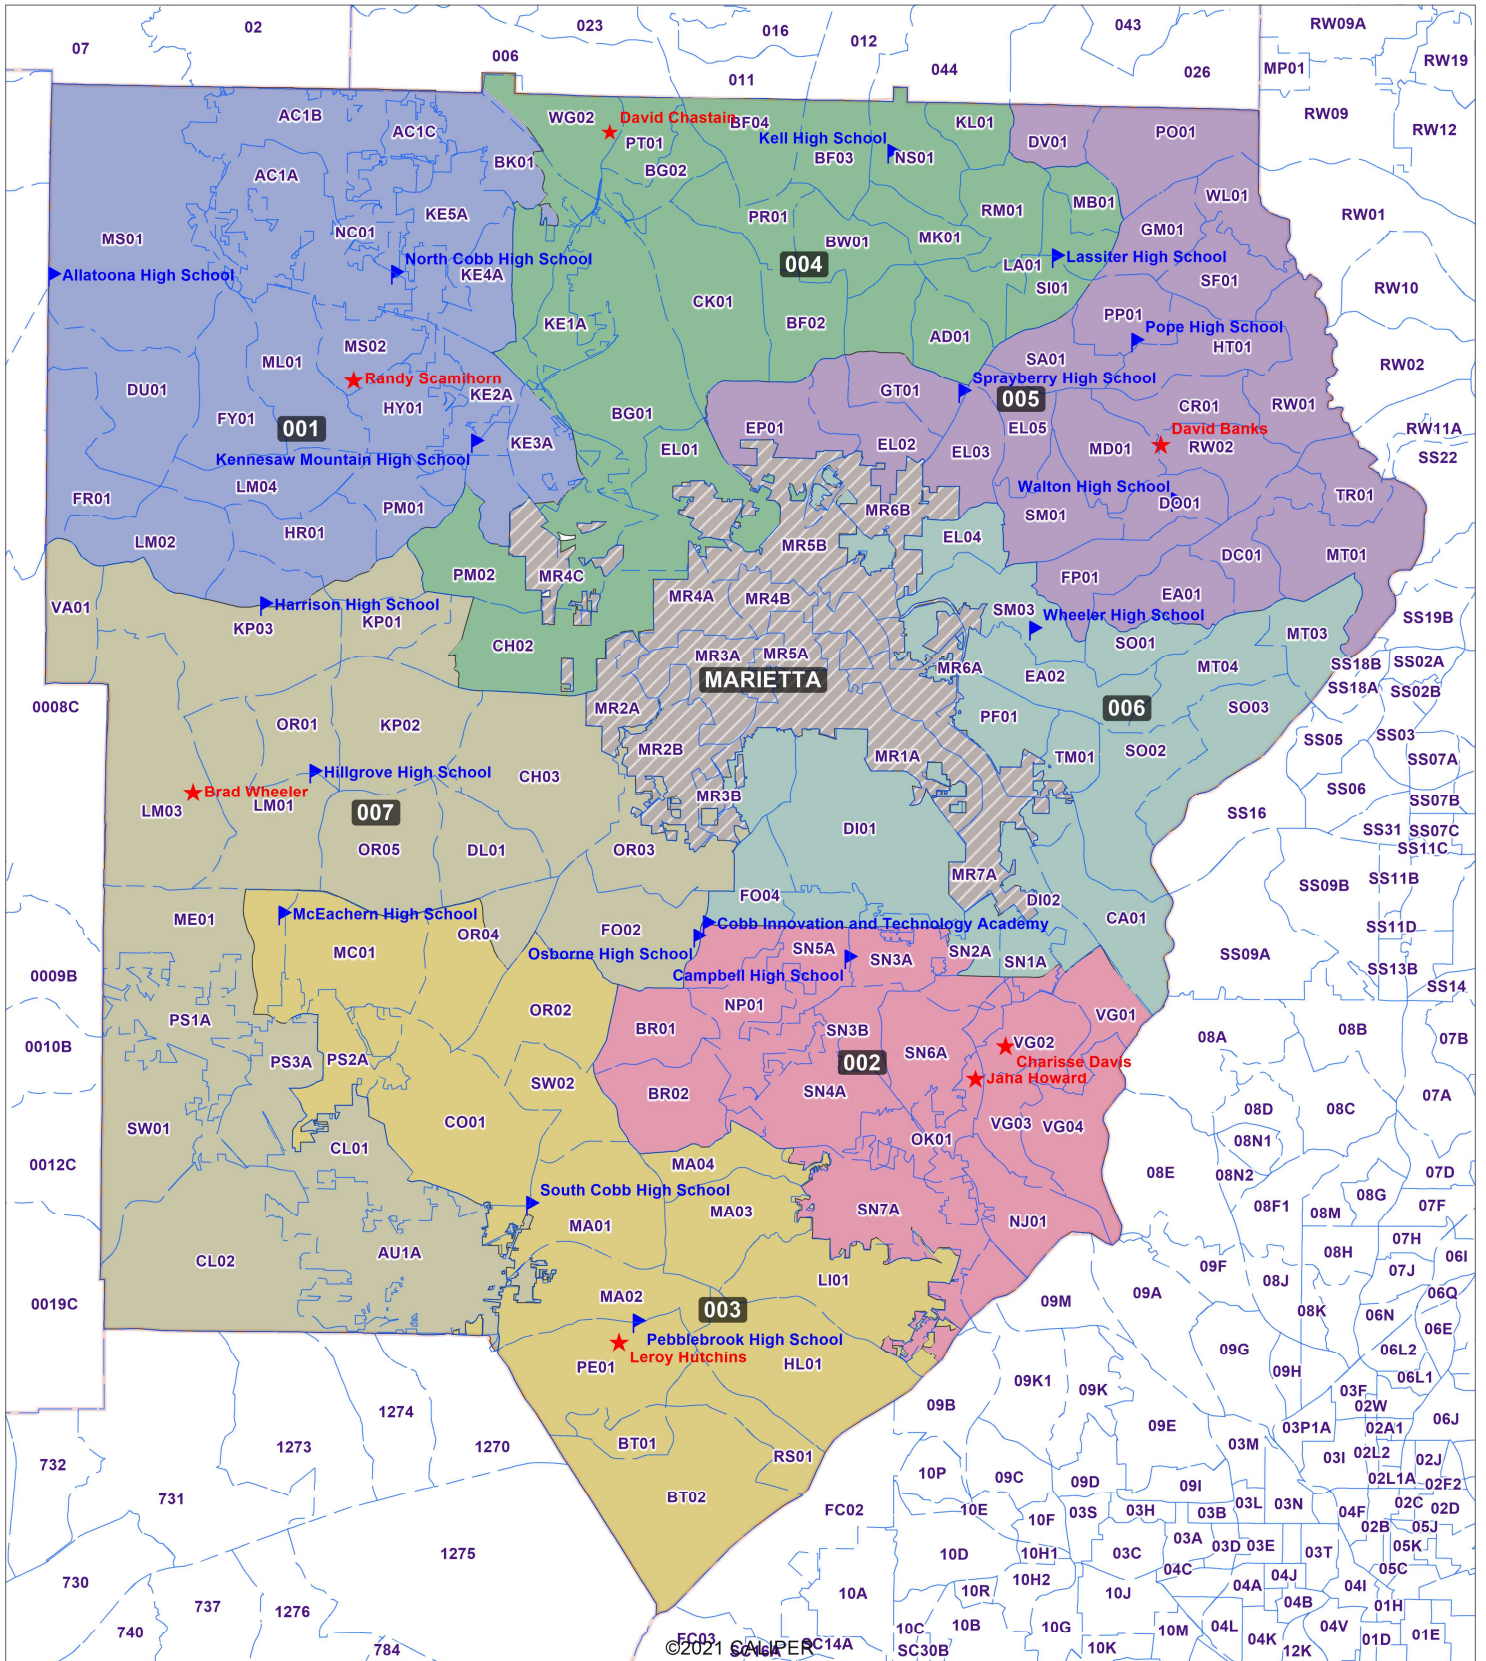 02
023
016
043
RW09A
07
012
006
044
RW19
011
MP01
026
AC1B
WG02
David Chastain
BF04
KL01
RW09
AC1C
PT01
Kell High School
DV01
PO01
RW12
BK01
BG02
BF03
NS01
AC1A
WL01
KE5A
PR01
RM01
MB01
RW01
MS01
NC01
BW01
MK01
GM01
North Cobb High School
004
LA01
Lassiter High School
Allatoona High School
KE4A
SI01
SF01
RW10
CK01
KE1A
BF02
PP01
Pope High School
AD01
MS02
HT01
ML01
SA01
RW02
Randy Scamihorn
Sprayberry High School
DU01
KE2A
GT01
005
HY01
CR01
RW01
FY01
001
BG01
EP01
EL05
David Banks
RW11A
KE3A
EL01
EL02
EL03
MD01
RW02
SS22
Kennesaw Mountain High School
LM04
Walton High School
FR01
PM01
DO01
TR01
MR6B
SM01
HR01
LM02
MR5B
EL04
DC01
MT01
PM02
MR4C
FP01
EA01
VA01
Harrison High School
MR4A
MR4B
SM03
Wheeler High School
SS19B
KP03
KP01
CH02
SO01
MT03
MR3A
MR5A
MR6A
MT04
SS18B
SS02A
MARIETTA
EA02
SS18A
SS02B
0008C
MR2A
PF01
006
SO03
OR01
KP02
MR2B
MR1A
TM01
SO02
SS05
SS03
SS07A
Hillgrove High School
CH03
Brad Wheeler
MR3B
SS06
LM03
LM01
SS07B
007
DI01
SS16
SS31
SS07C
OR05
DL01
OR03
SS11C
MR7A
SS09B
SS11B
FO04
DI02
McEachern High School
ME01
CA01
Cobb Innovation and Technology Academy
SS11D
OR04
FO02
MC01
Osborne High School
SN5A
SN3A
SN2A
SN1A
SS09A
0009B
Campbell High School
SS13B
SS14
OR02
NP01
VG01
PS1A
BR01
SN3B
08B
0010B
VG02
08A
07B
PS3A
PS2A
SN6A
002
Charisse Davis
Jaha Howard
SW02
BR02
SN4A
07A
08D
08C
SW01
CO01
VG03
VG04
OK01
08N1
CL01
0012C
MA04
08E
08N2
07D
South Cobb High School
08G
08F1
07F
SN7A
MA03
08M
MA01
NJ01
07H
AU1A
CL02
08H
06I
09F
07J
LI01
08J
MA02
09A
06Q
0019C
09M
003
08K
06N
06E
Pebblebrook High School
09G
06L2
Leroy Hutchins
PE01
HL01
09H
06L1
09K1
09K
03F
1274
09B
02W
06J
BT01
09E
03P1A
02A1
1273
1270
03M
RS01
03I
02L2
02J
732
10P
09C
09D
09I
02L1A
02F2
731
BT02
03L
03N
02C
02D
FC02
10E
10F
03S
03H
03B
04F
02B
05J
1275
03A
03D
03E
05K
10D
10H1
03C
03T
04C
05C
730
10H2
04J
04A
04I
10A
10R
10J
04B
01H
737
1276
10C
10B
10G
10M
04L
04V
740
FC03
SC14A
04K
01D
01E
784
©2021 CALIPER
SC16A
SC30B
10K
12K